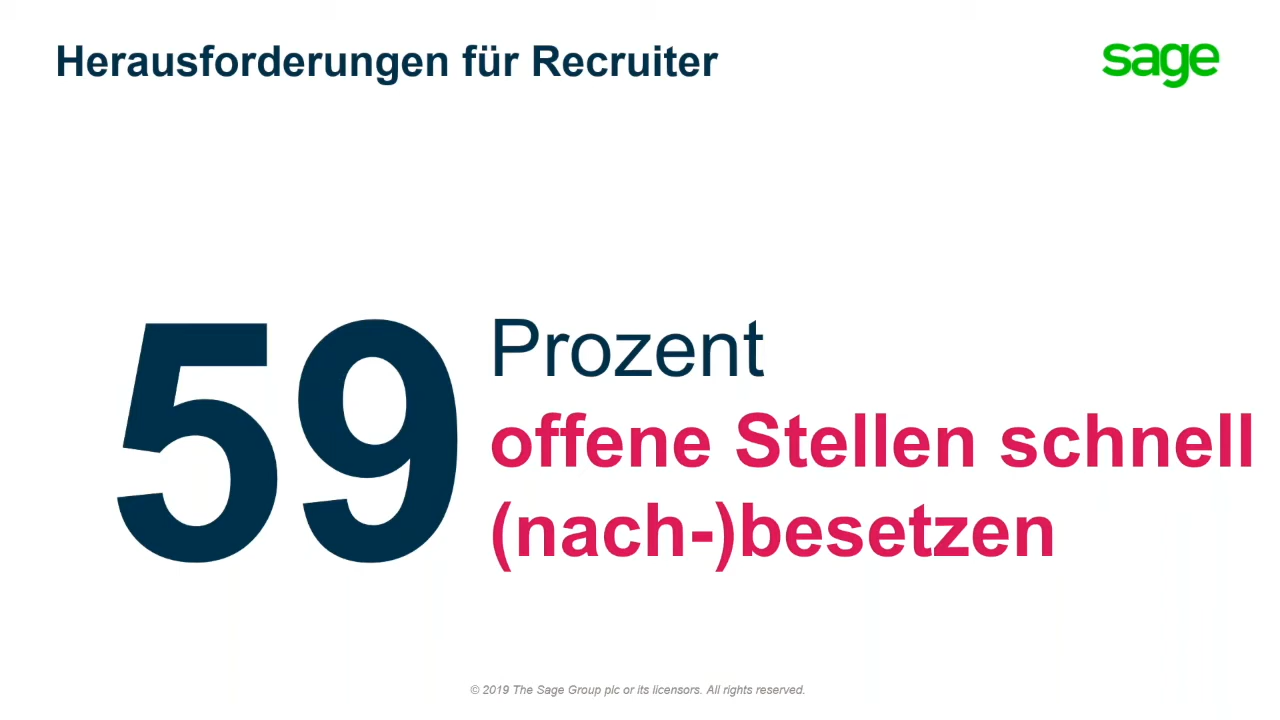 Herausforderungen für Recruiter
sage
59
Prozent
offene Stellen schnell
(nach-)besetzen
© 2019 The Sage Group plc or its licensors. All rights reserved.